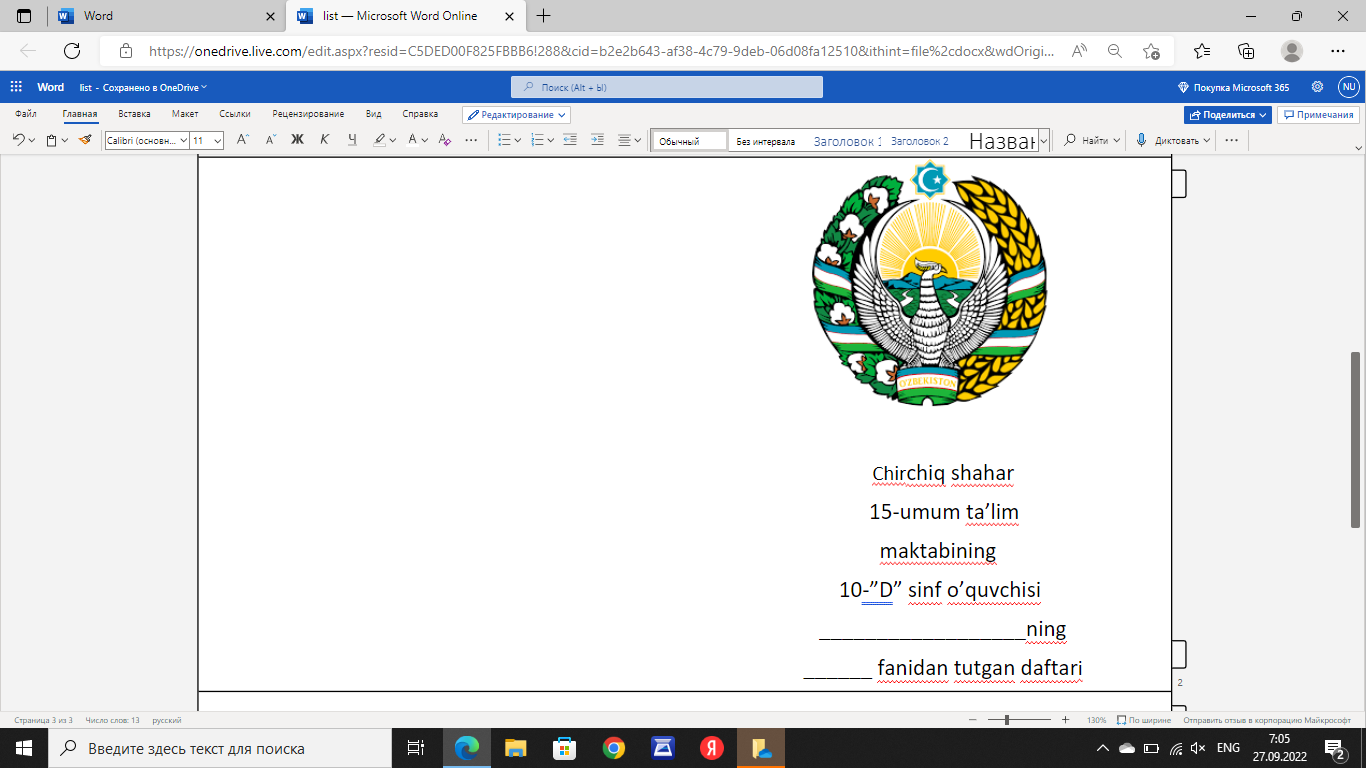 Word
list — Microsoft Word Online
https://onedrive.live.com/edit.aspx?resid=C5DED00F825FBBB6!288&cid=b2e2b643-af38-4c79-9deb-06d08fa12510&ithint=file%2cdocx&wdOrigi...
Word list - Сохранено в OneDrive
Поиск (Alt + Ы)
Покупка Microsoft 365
NU
Файл Главная Вставка Макет Ссылки Рецензирование Вид Справка
Редактирование
Поделиться
Примечания
Calibri (основн... 11
Ж К Ч А
Обычный Без интервала Заголовок 1 Заголовок 2 Назван
Найти Диктовать
O'ZBEKISTON
Chirchiq shahar
15-umum ta’lim
maktabining
10-”D” sinf o’quvchisi
__________________ning
______ fanidan tutgan daftari
2
Страница 3 из 3 Число слов: 13 русский
130% По ширине Отправить отзыв в корпорацию Майкрософт
Введите здесь текст для поиска
Я
ENG
7:05
27.09.2022
2